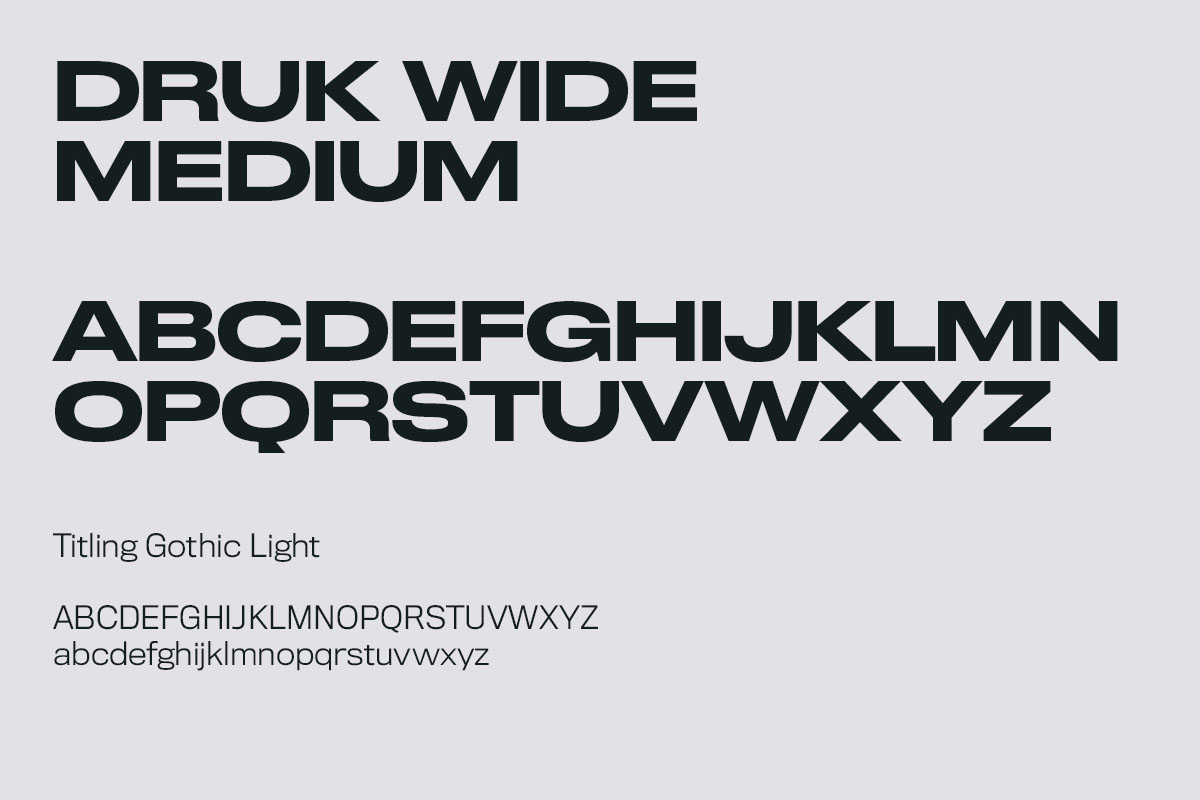 DRUK WIDE
MEDIUM
ABCDEFGHIJKLMN
OPQRSTUVWXYZ
Titling Gothic Light
ABCDEFGHIJKLMNOPQRSTUVWXYZ
abcdefghijklmnopqrstuvwxyz